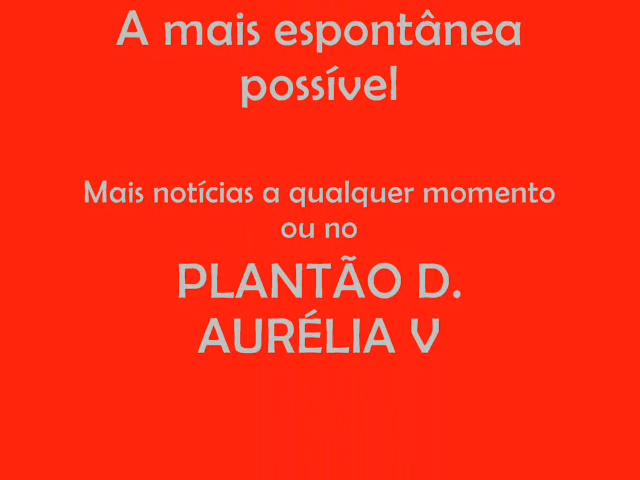 A mais espontânea
possível
Mais notícias a qualquer momento
ou no
PLANTÃO D.
AURÉLIA V